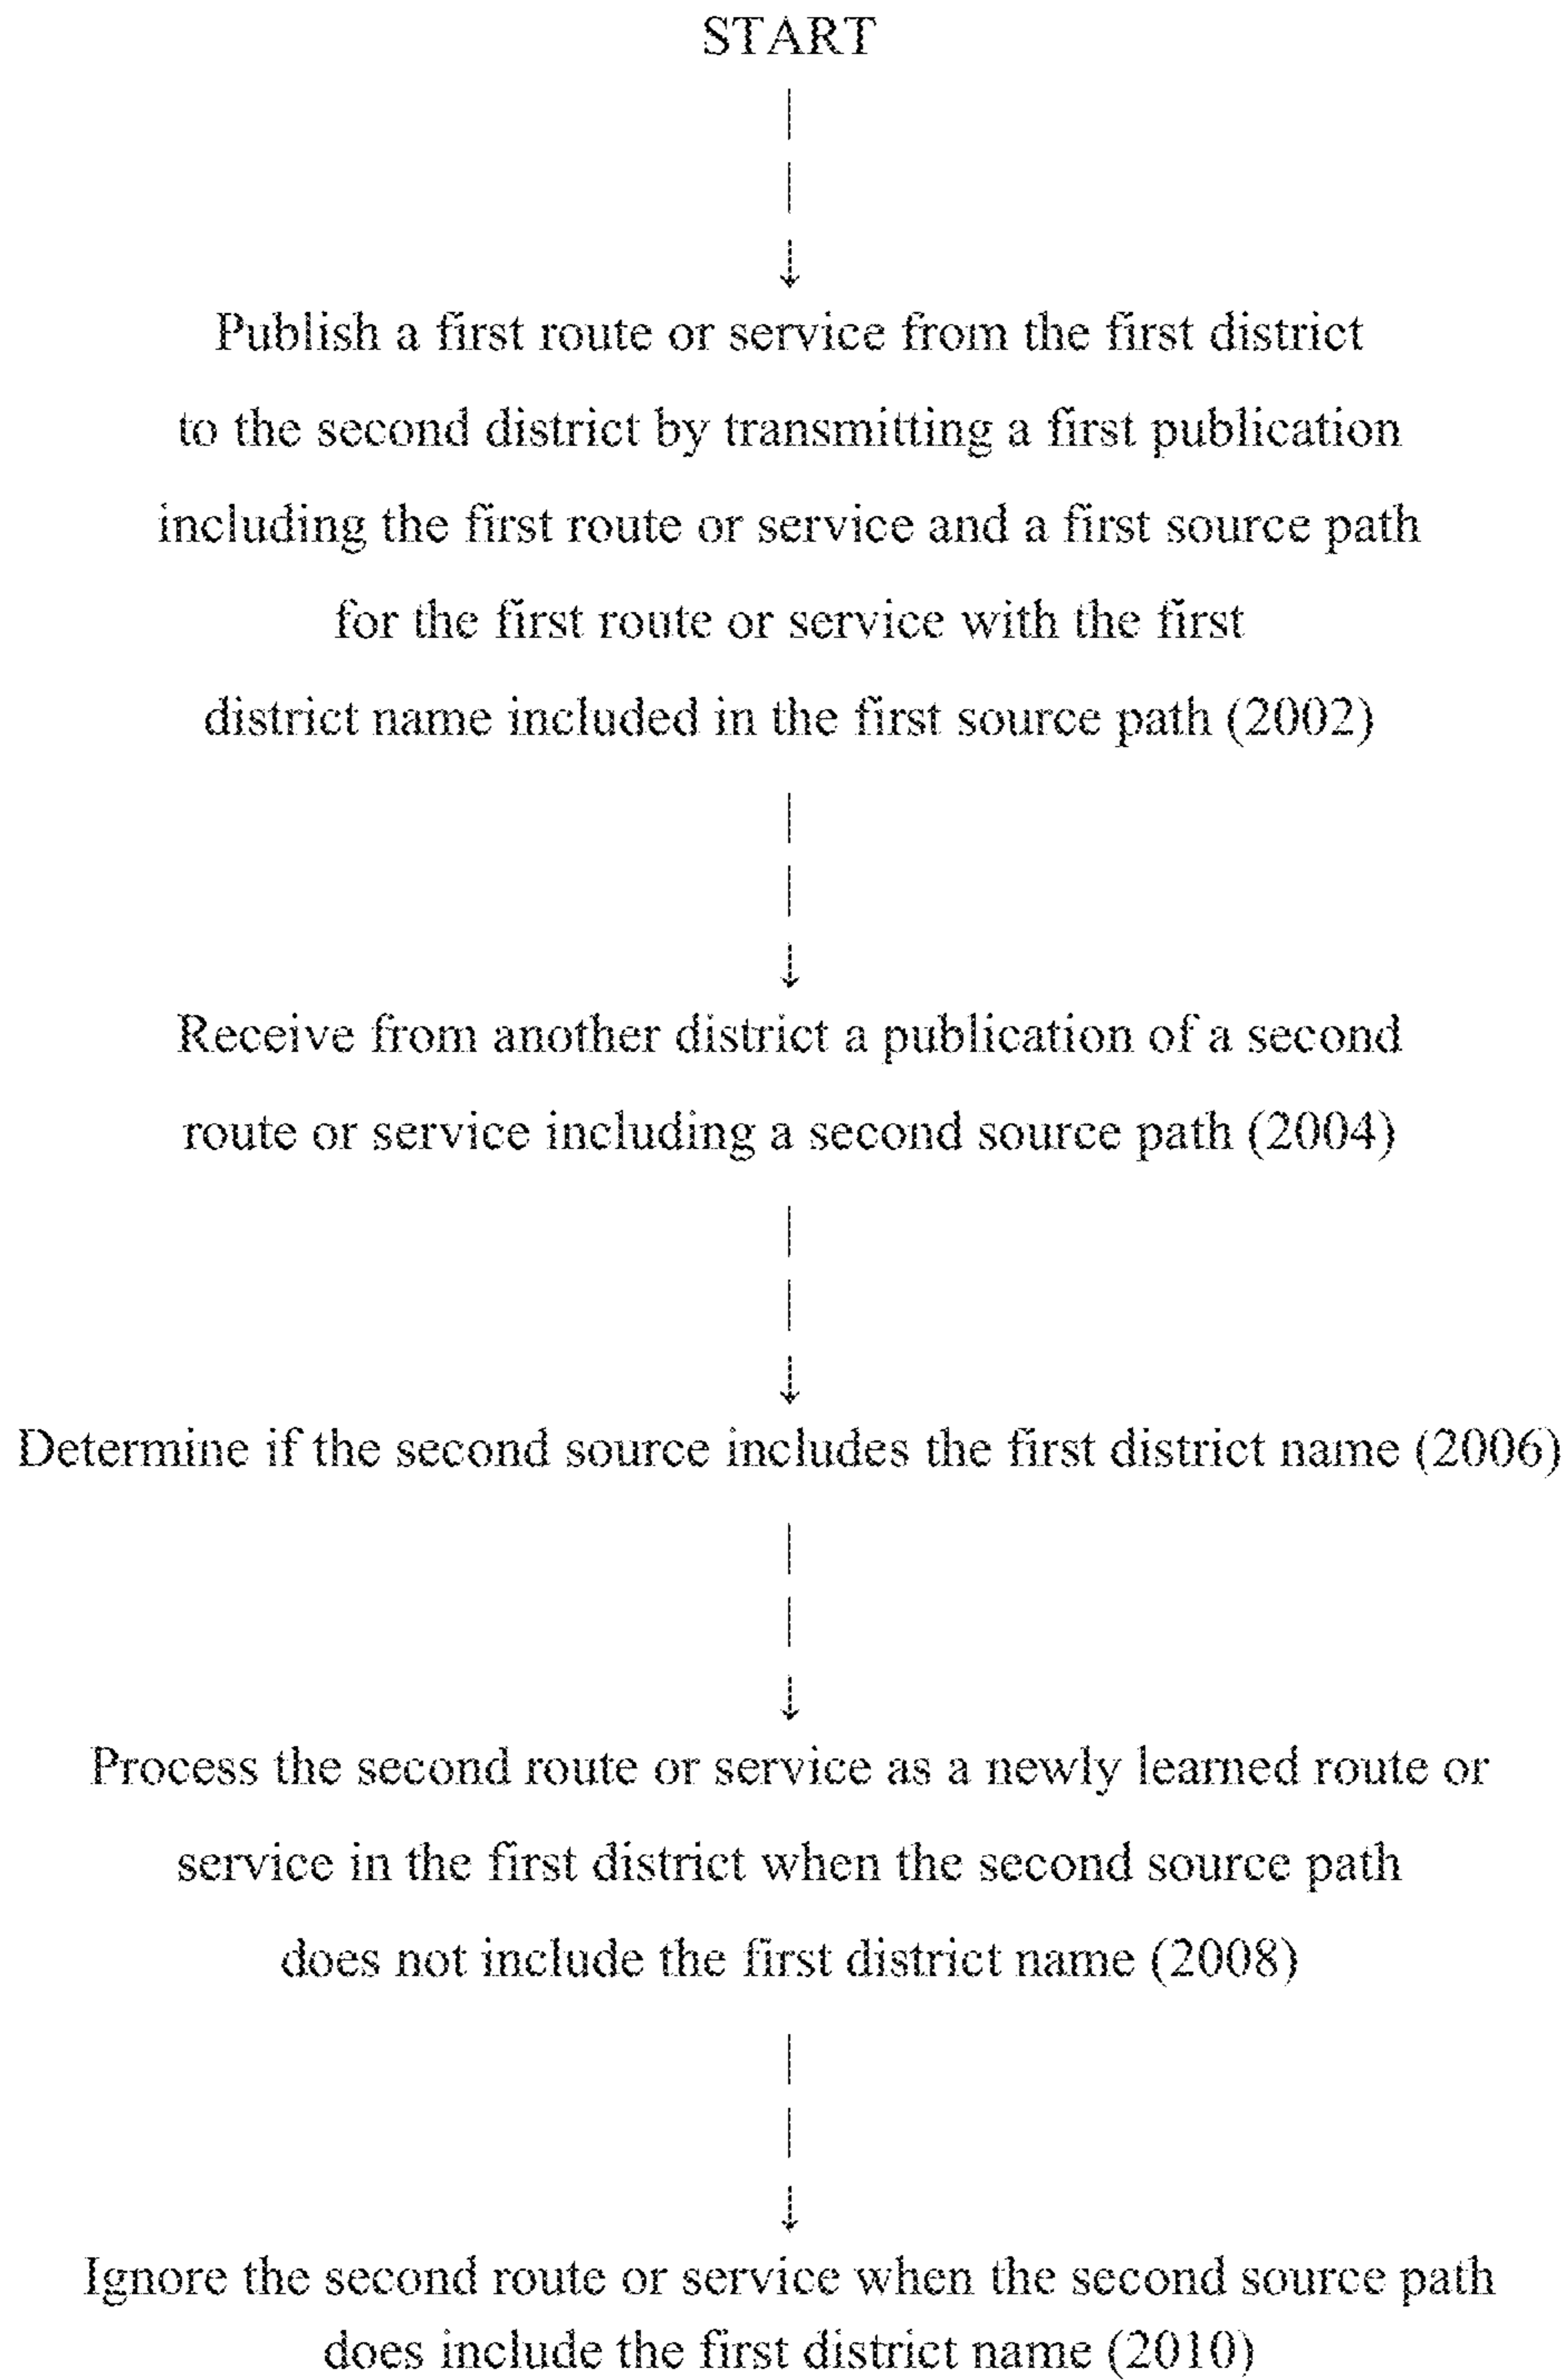 START
Publish a first route or service from the first district
to the second district by transmitting a first publication
including the first route or service and a first source path
for the first route or service with the first
district name included in the first source path (2002)
Receive from another district a publication of a second
route or service including a second source path (2004)
Determine if the second source includes the first district name (2006)
Process the second route or service as a newly learned route or
service in the first district when the second source path
does not include the first district name (2008)
Ignore the second route or service when the second source path
does include the first district name (2010)